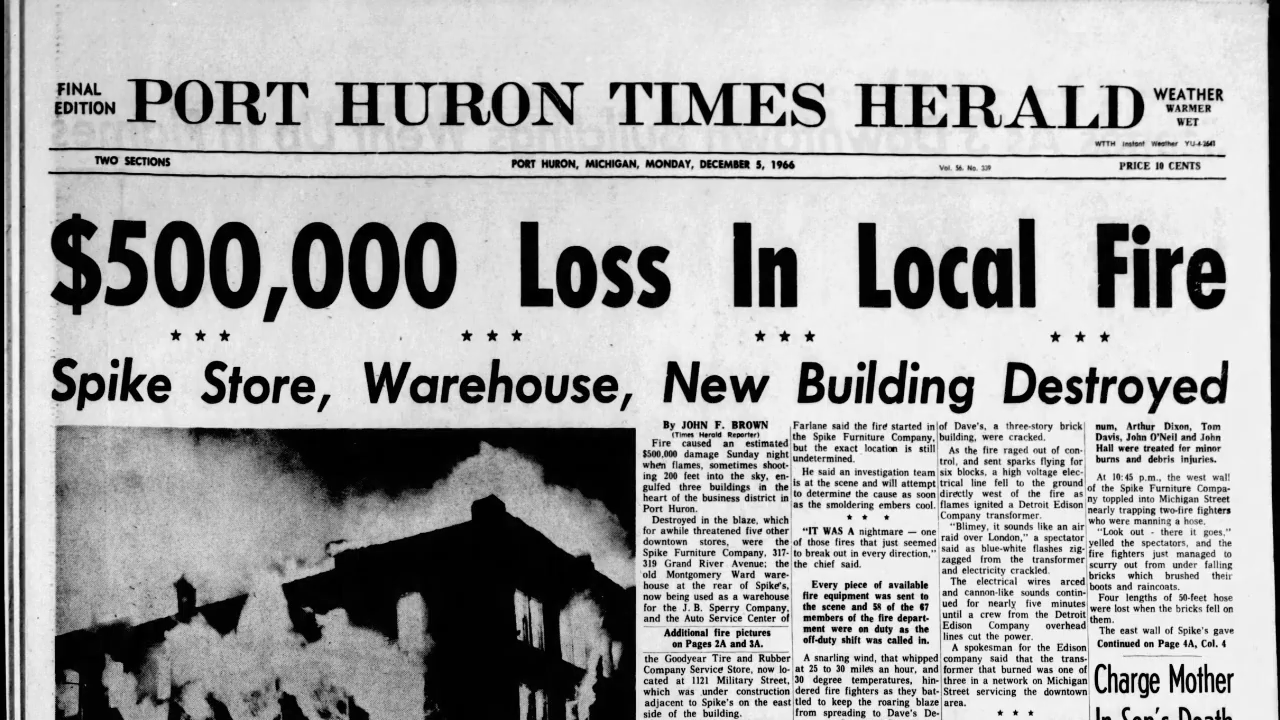 FINAL
EDITION
PORT HURON TIMES HERALD
WEATHER
WARMER
WET
WTTH Instant Weather YU-4-2641
TWO SECTIONS
PORT HURON, MICHIGAN, MONDAY, DECEMBER 5, 1966
Vol. 56. No. 339
PRICE 10 CENTS
$500,000 Loss In Local Fire
★ ★ ★ ★ ★ ★ ★ ★ ★ ★ ★ ★
Spike Store, Warehouse, New Building Destroyed
By JOHN F. BROWN
(Times Herald Reporter)
Fire caused an estimated
$500,000 damage Sunday night
when flames, sometimes shoot-
ing 200 feet into the sky, en-
gulfed three buildings in the
heart of the business district in
Port Huron.
Destroyed in the blaze, which
for awhile threatened five other
downtown stores, were the
Spike Furniture Company, 317-
319 Grand River Avenue; the
old Montgomery Ward ware-
house at the rear of Spike's,
now being used as a warehouse
for the J. B. Sperry Company,
and the Auto Service Center of
Additional fire pictures
on Pages 2A and 3A.
the Goodyear Tire and Rubber
Company Service Store, now lo-
cated at 1121 Military Street,
which was under construction
adjacent to Spike's on the east
side of the building.
Farlane said the fire started in
the Spike Furniture Company,
but the exact location is still
undetermined.
He said an investigation team
is at the scene and will attempt
to determine the cause as soon
as the smoldering embers cool.
★ ★ ★
"IT WAS A nightmare — one
of those fires that just seemed
to break out in every direction,"
the chief said.
Every piece of available
fire equipment was sent to
the scene and 58 of the 67
members of the fire depart-
ment were on duty as the
off-duty shift was called in.
A snarling wind, that whipped
at 25 to 30 miles an hour, and
30 degree temperatures, hin-
dered fire fighters as they bat-
tled to keep the roaring blaze
from spreading to Dave's De-
of Dave's, a three-story brick
building, were cracked.
As the fire raged out of con-
trol, and sent sparks flying for
six blocks, a high voltage elec-
trical line fell to the ground
directly west of the fire as
flames ignited a Detroit Edison
Company transformer.
"Blimey, it sounds like an air
raid over London," a spectator
said as blue-white flashes zig-
zagged from the transformer
and electricity crackled.
The electrical wires arced
and cannon-like sounds contin-
ued for nearly five minutes
until a crew from the Detroit
Edison Company overhead
lines cut the power.
A spokesman for the Edison
company said that the trans-
former that burned was one of
three in a network on Michigan
Street servicing the downtown
area.
★ ★ ★
num, Arthur Dixon, Tom
Davis, John O'Neil and John
Hall were treated for minor
burns and debris injuries.
At 10:45 p.m., the west wall
of the Spike Furniture Compa-
ny toppled into Michigan Street
nearly trapping two-fire fighters
who were manning a hose.
"Look out - there it goes,"
yelled the spectators, and the
fire fighters just managed to
scurry out from under falling
bricks which brushed their
boots and raincoats.
Four lengths of 50-feet hose
were lost when the bricks fell on
them.
The east wall of Spike's gave
Continued on Page 4A, Col. 4
Charge Mother
In Son's Death